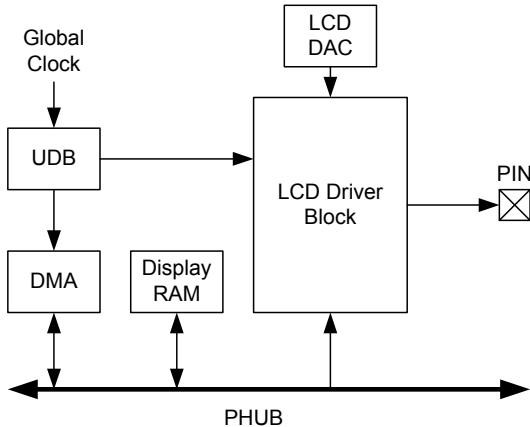 LCD
DAC
Global
Clock
UDB
LCD Driver
Block
PIN
DMA
Display
RAM
PHUB